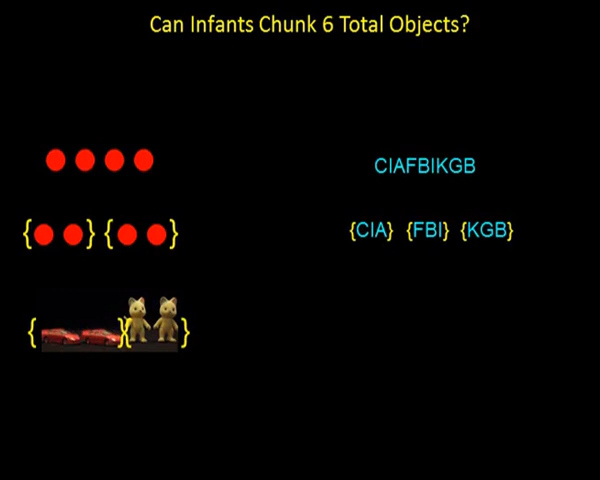 Can Infants Chunk 6 Total Objects?
CIAFBIKGB
{ } { } {CIA} {FBI} {KGB}
{ }{ }